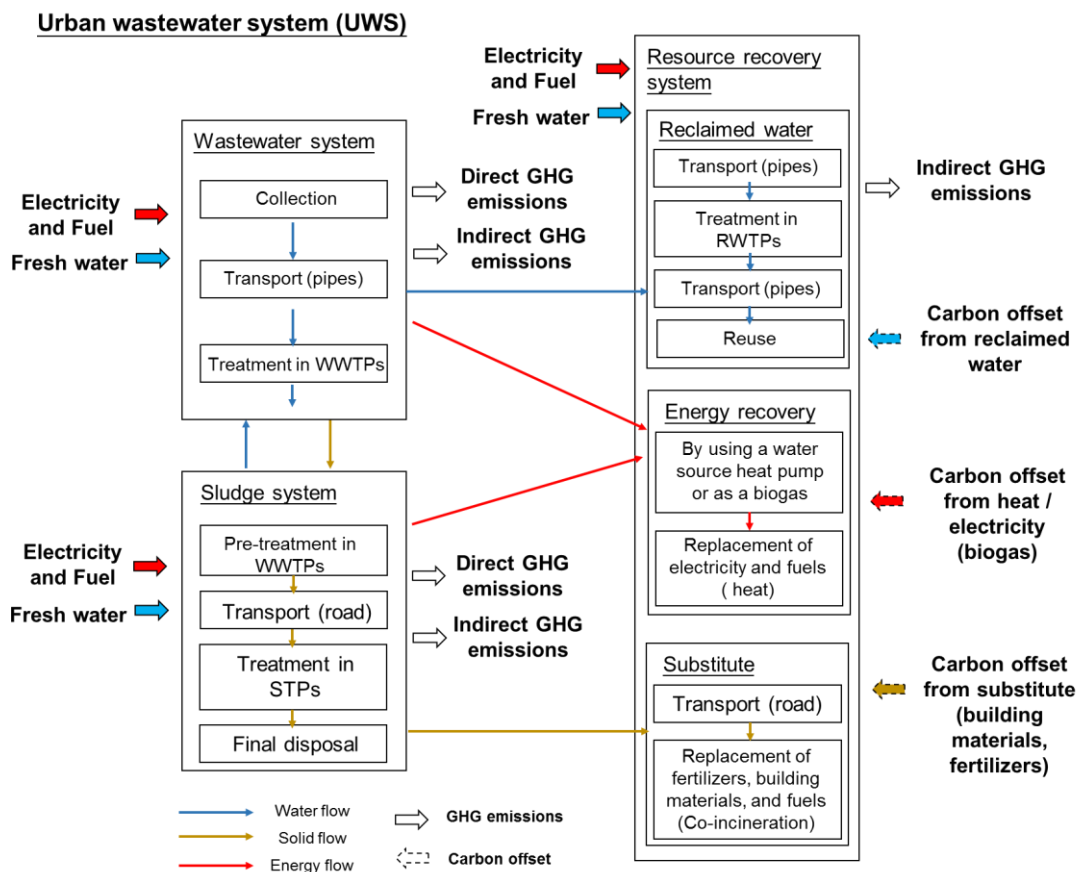 Urban wastewater system (UWS)
Electricity
and Fuel
Fresh water
Wastewater system
Collection
Transport (pipes)
Treatment in WWTPs
Direct GHG
emissions
Indirect GHG
emissions
Electricity
and Fuel
Fresh water
Sludge system
Pre-treatment in
WWTPs
Transport (road)
Treatment in
STPs
Final disposal
Direct GHG
emissions
Indirect GHG
emissions
Electricity
and Fuel
Fresh water
Resource recovery
system
Reclaimed water
Transport (pipes)
Treatment in
RWTPs
Transport (pipes)
Reuse
Indirect GHG
emissions
Carbon offset
from reclaimed
water
Energy recovery
By using a water
source heat pump
or as a biogas
Replacement of
electricity and fuels
( heat)
Carbon offset
from heat /
electricity
(biogas)
Substitute
Transport (road)
Replacement of
fertilizers, building
materials, and fuels
(Co-incineration)
Carbon offset
from substitute
(building
materials,
fertilizers)
Water flow
Solid flow
Energy flow
GHG emissions
Carbon offset